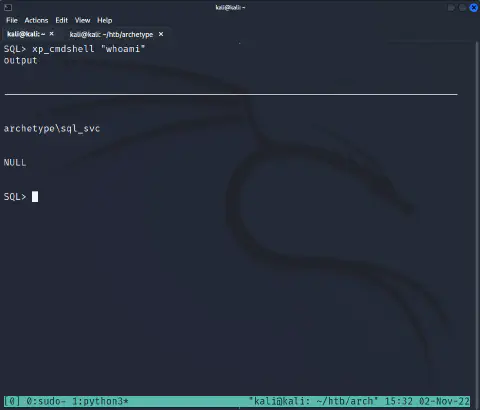 kali@kali: ~
File Actions Edit View Help
kali@kali: ~ × kali@kali: ~/htb/archetype ×
SQL> xp_cmdshell "whoami"
output
archetype\sql_svc
NULL
SQL>
[0] 0:sudo- 1:python3* "kali@kali: ~/htb/arch" 15:32 02-Nov-22